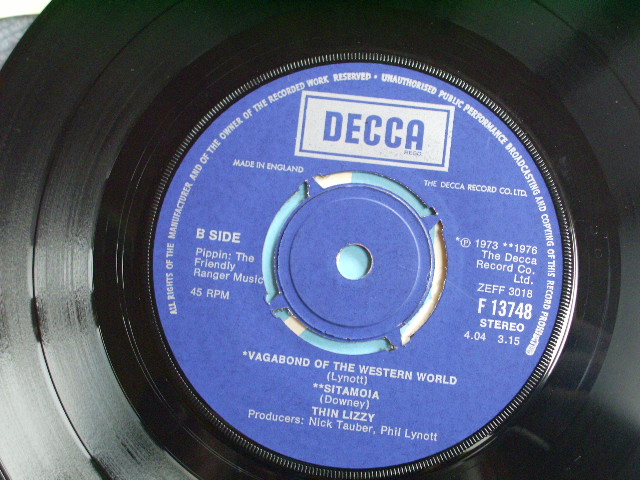 ALL RIGHTS OF THE MANUFACTURER AND OF THE OWNER OF THE RECORDED WORK RESERVED · UNAUTHORISED PUBLIC PERFORMANCE BROADCASTING AND COPYING OF THIS RECORD PROHIBITED
DECCA
REGD
MADE IN ENGLAND
THE DECCA RECORD CO. LTD.
B SIDE
Pippin: The
Friendly
Ranger Music
45 RPM
*Ⓟ 1973 **1976
The Decca
Record Co.
Ltd.
ZEFF 3018
F 13748
STEREO
4.04 3.15
*VAGABOND OF THE WESTERN WORLD
(Lynott)
**SITAMOIA
(Downey)
THIN LIZZY
Producers: Nick Tauber, Phil Lynott